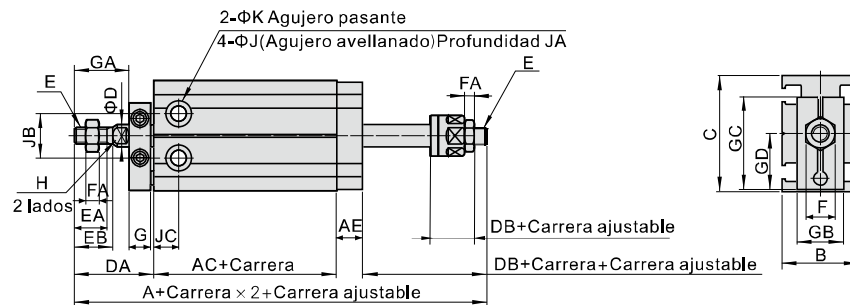 2-ΦK Agujero pasante
4-ΦJ(Agujero avellanado)Profundidad JA
GA
E
ΦD
JB
H
2 lados
FA
EA
EB
G
JC
DA
AC+Carrera
AE
FA
E
DB+Carrera ajustable
DB+Carrera+Carrera ajustable
A+Carrera×2+Carrera ajustable
C
GC
GD
F
GB
B